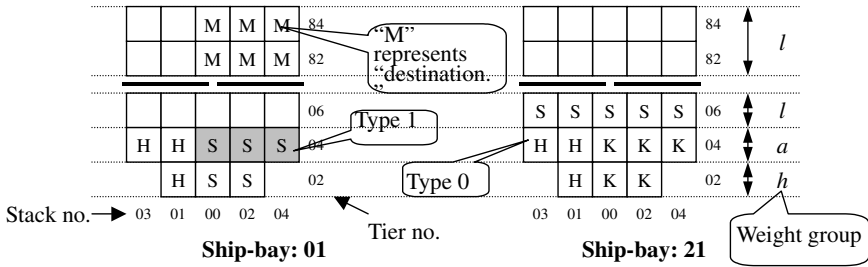 M M M 84 84
“M” represents “destination. ”
l
M M M 82 82
06 S S S S S 06 l
Type 1
H H S S S 04 H H K K K 04 a
Type 0
H S S 02 H K K 02 h
Stack no. 03 01 00 02 04 Tier no. 03 01 00 02 04 Weight group
Ship-bay: 01 Ship-bay: 21